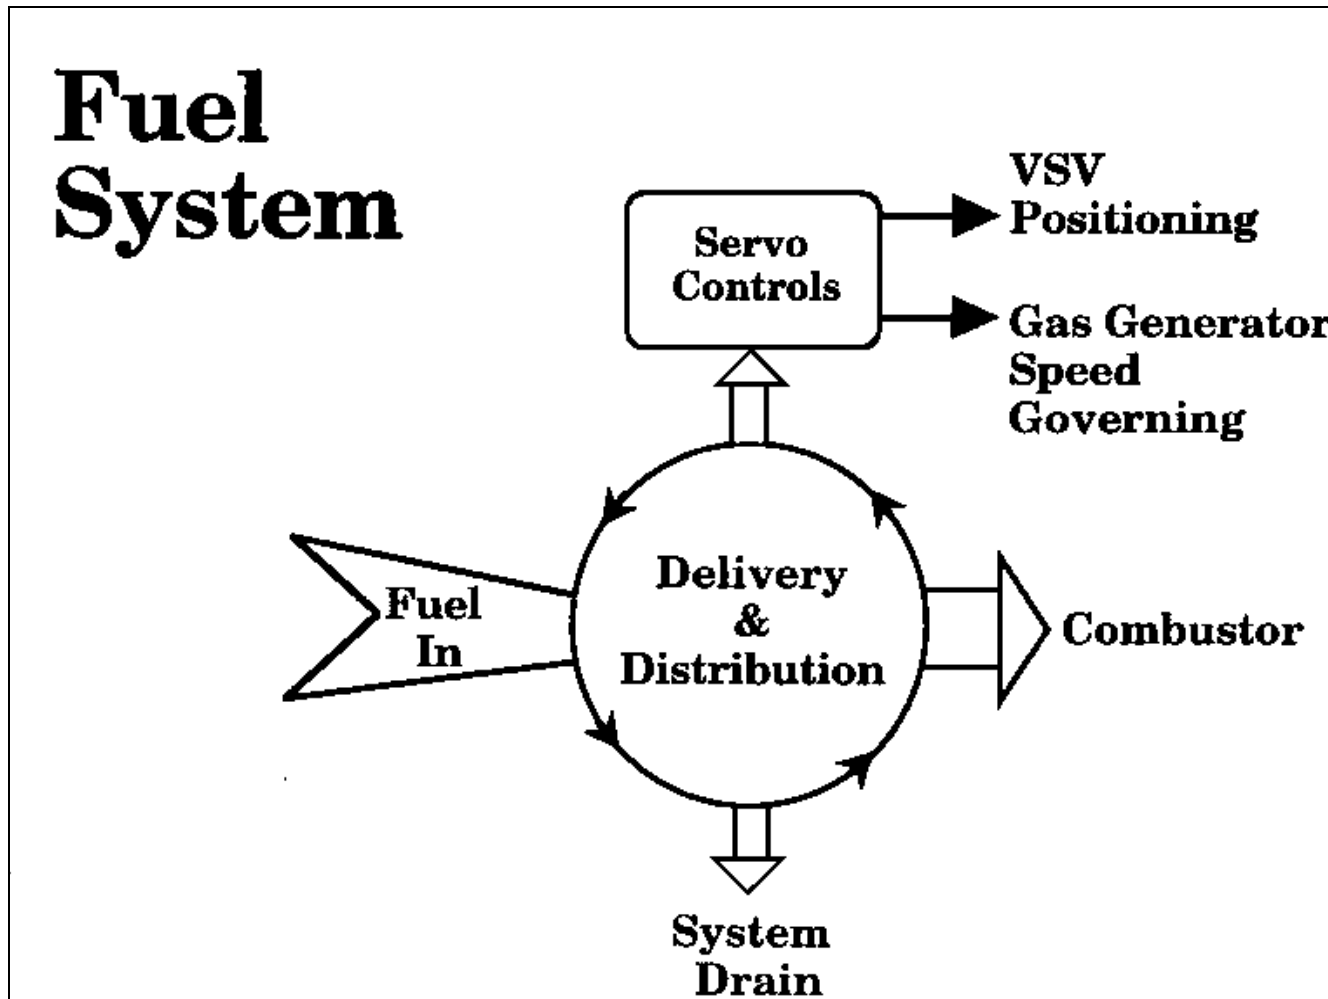 Fuel
System
VSV
Positioning
Servo
Controls
Gas Generator
Speed
Governing
Fuel
In
Delivery
&
Distribution
Combustor
System
Drain